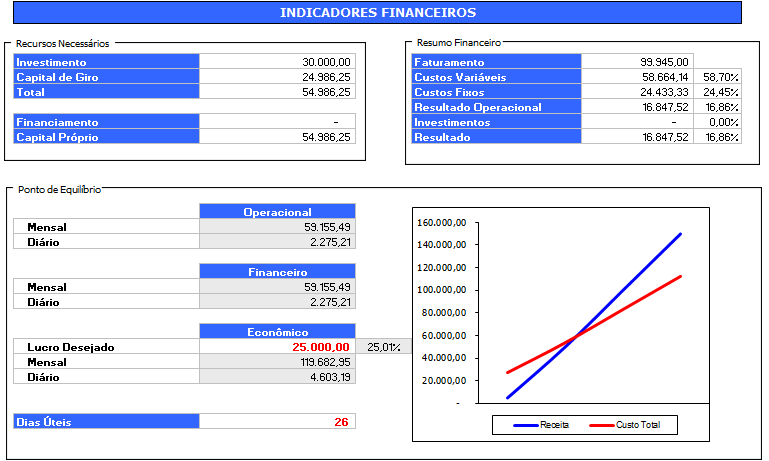 INDICADORES FINANCEIROS
Recursos Necessários
Investimento 30.000,00
Capital de Giro 24.986,25
Total 54.986,25
Financiamento -
Capital Próprio 54.986,25
Resumo Financeiro
Faturamento 99.945,00
Custos Variáveis 58.664,14 58,70%
Custos Fixos 24.433,33 24,45%
Resultado Operacional 16.847,52 16,86%
Investimentos - 0,00%
Resultado 16.847,52 16,86%
Ponto de Equilíbrio
Operacional
Mensal 59.155,49
Diário 2.275,21
Financeiro
Mensal 59.155,49
Diário 2.275,21
Econômico
Lucro Desejado 25.000,00 25,01%
Mensal 119.682,95
Diário 4.603,19
Dias Úteis 26
160.000,00
140.000,00
120.000,00
100.000,00
80.000,00
60.000,00
40.000,00
20.000,00
-
Receita Custo Total